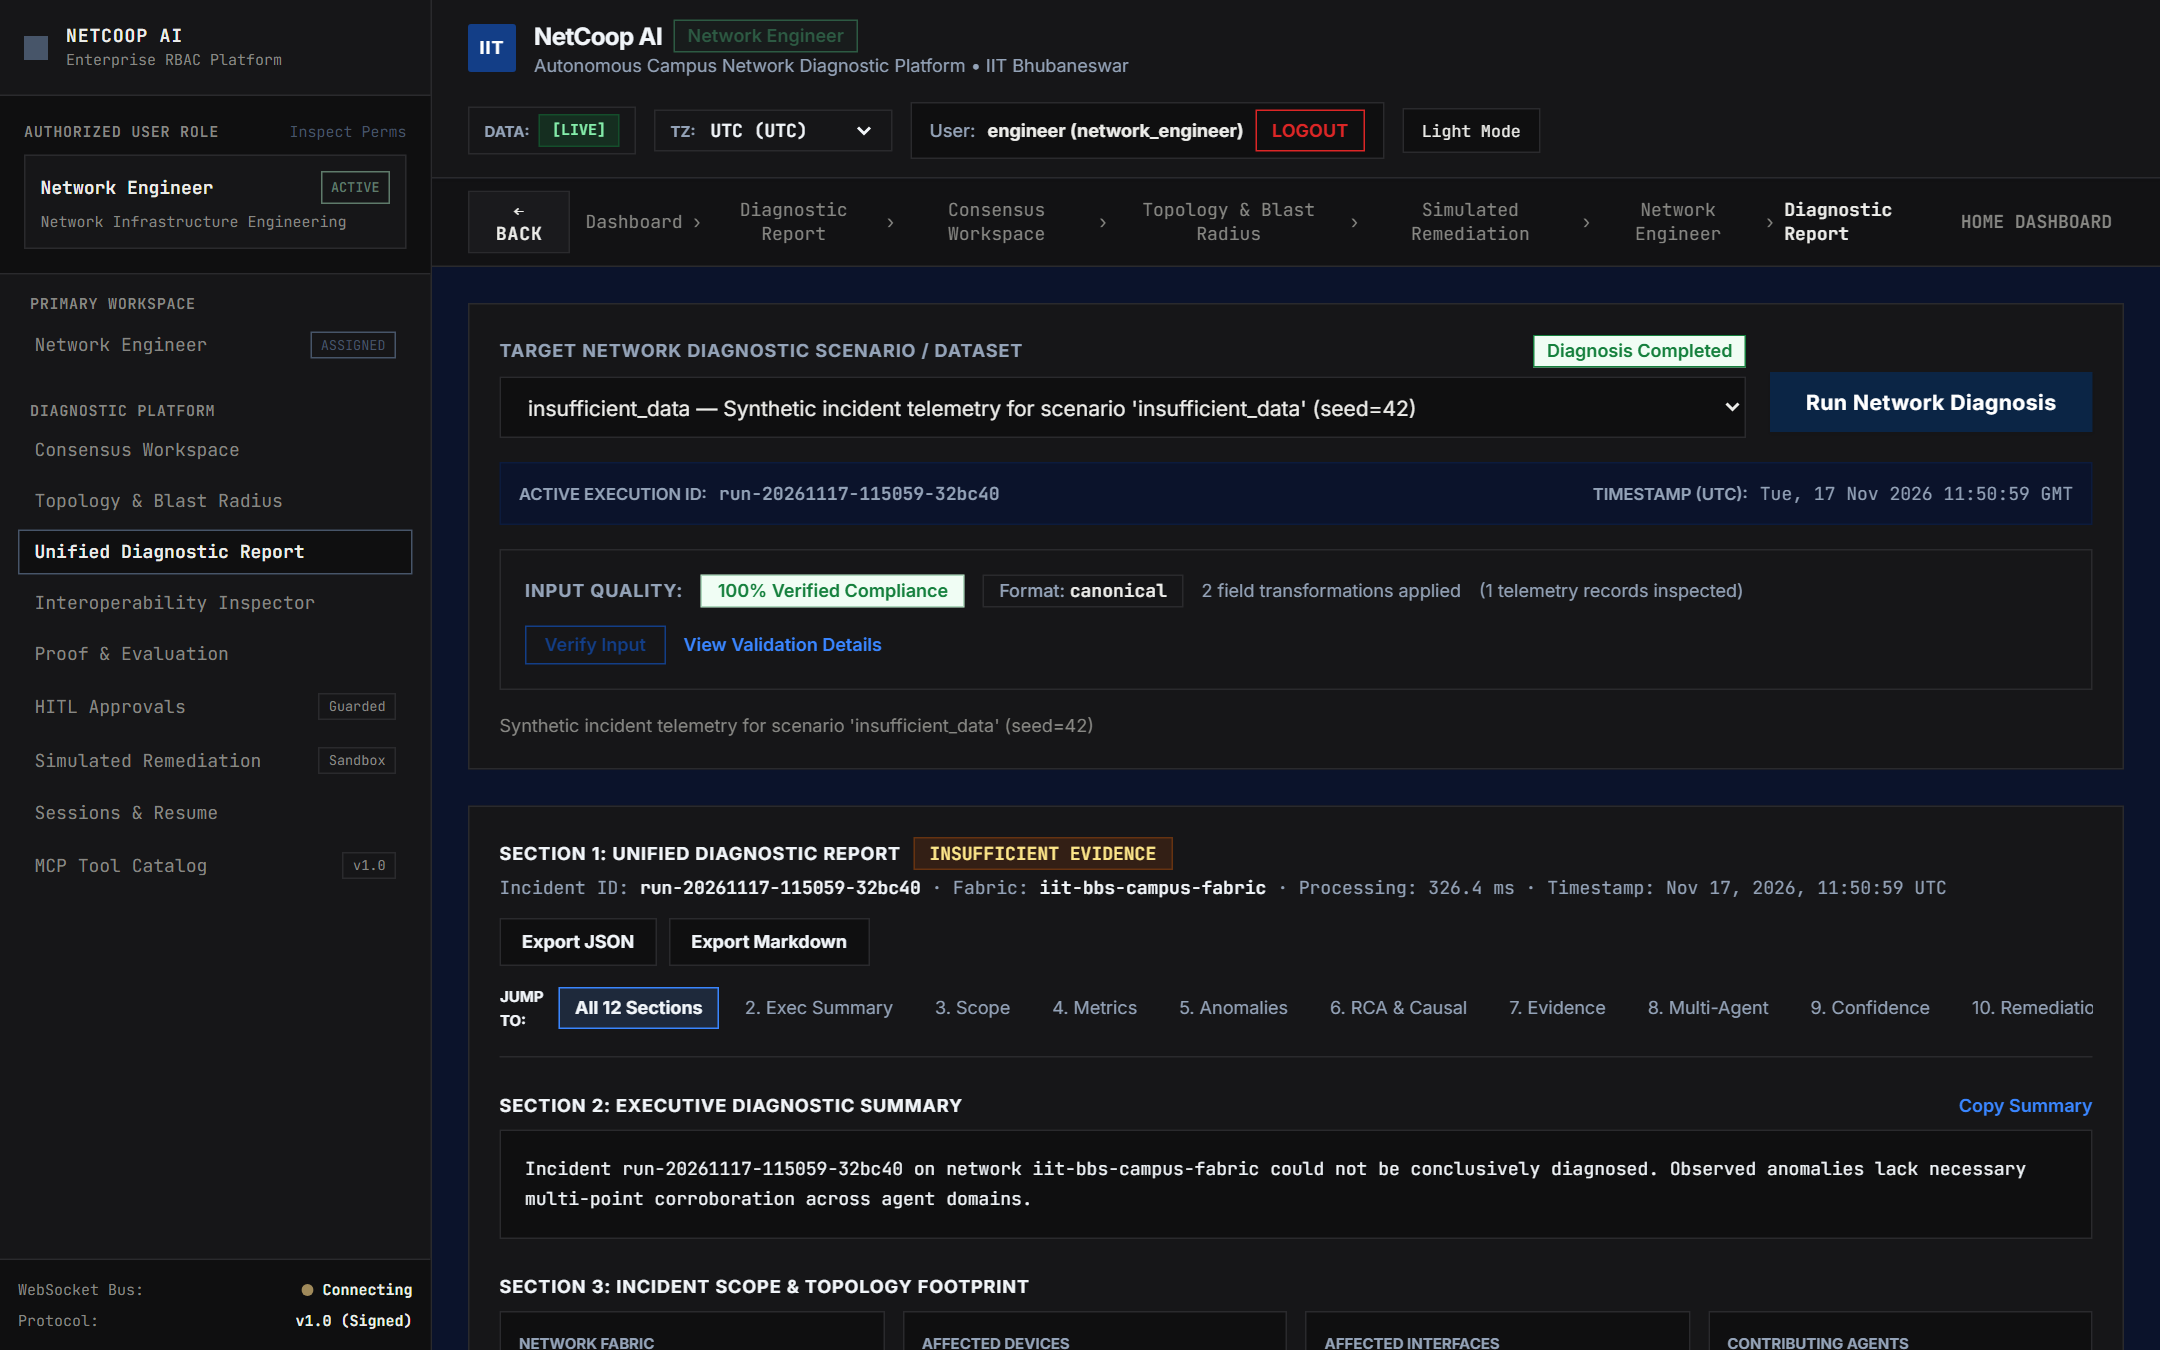 NETCOOP AI
Enterprise RBAC Platform
AUTHORIZED USER ROLE
Inspect Perms
Network Engineer
ACTIVE
Network Infrastructure Engineering
PRIMARY WORKSPACE
Network Engineer
ASSIGNED
DIAGNOSTIC PLATFORM
Consensus Workspace
Topology & Blast Radius
Unified Diagnostic Report
Interoperability Inspector
Proof & Evaluation
HITL Approvals
Guarded
Simulated Remediation
Sandbox
Sessions & Resume
MCP Tool Catalog
v1.0
WebSocket Bus:
Connecting
Protocol:
v1.0 (Signed)
IIT
NetCoop AI
Network Engineer
Autonomous Campus Network Diagnostic Platform • IIT Bhubaneswar
DATA: [LIVE]
TZ: UTC (UTC)
User: engineer (network_engineer)
LOGOUT
Light Mode
← BACK
Dashboard ›
Diagnostic Report ›
Consensus Workspace ›
Topology & Blast Radius ›
Simulated Remediation ›
Network Engineer ›
Diagnostic Report
HOME DASHBOARD
TARGET NETWORK DIAGNOSTIC SCENARIO / DATASET
Diagnosis Completed
insufficient_data — Synthetic incident telemetry for scenario 'insufficient_data' (seed=42)
Run Network Diagnosis
ACTIVE EXECUTION ID: run-20261117-115059-32bc40
TIMESTAMP (UTC): Tue, 17 Nov 2026 11:50:59 GMT
INPUT QUALITY:
100% Verified Compliance
Format: canonical
2 field transformations applied
(1 telemetry records inspected)
Verify Input
View Validation Details
Synthetic incident telemetry for scenario 'insufficient_data' (seed=42)
SECTION 1: UNIFIED DIAGNOSTIC REPORT
INSUFFICIENT EVIDENCE
Incident ID: run-20261117-115059-32bc40 · Fabric: iit-bbs-campus-fabric · Processing: 326.4 ms · Timestamp: Nov 17, 2026, 11:50:59 UTC
Export JSON
Export Markdown
JUMP TO:
All 12 Sections
2. Exec Summary
3. Scope
4. Metrics
5. Anomalies
6. RCA & Causal
7. Evidence
8. Multi-Agent
9. Confidence
10. Remediatio
SECTION 2: EXECUTIVE DIAGNOSTIC SUMMARY
Copy Summary
Incident run-20261117-115059-32bc40 on network iit-bbs-campus-fabric could not be conclusively diagnosed. Observed anomalies lack necessary
multi-point corroboration across agent domains.
SECTION 3: INCIDENT SCOPE & TOPOLOGY FOOTPRINT
NETWORK FABRIC
AFFECTED DEVICES
AFFECTED INTERFACES
CONTRIBUTING AGENTS